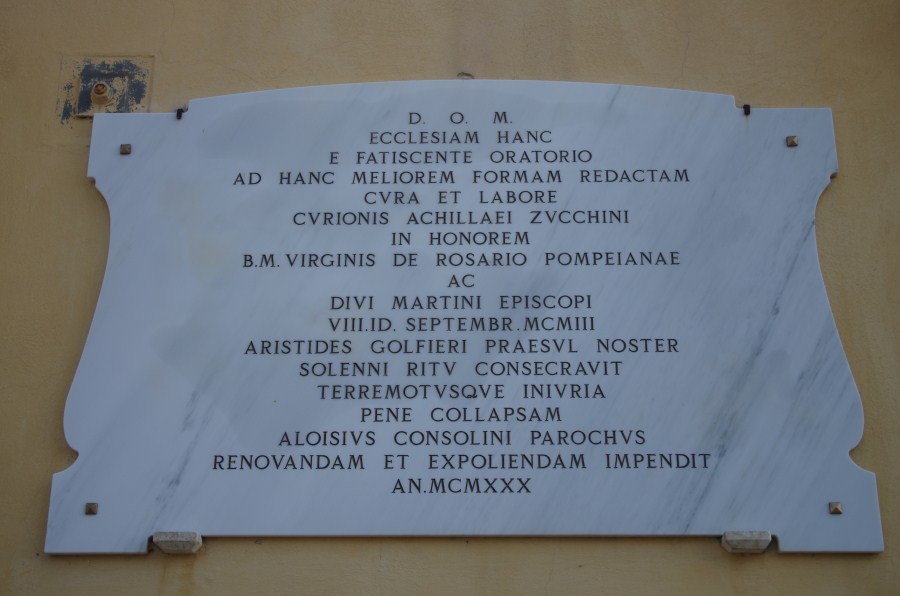 D. O. M.
ECCLESIAM HANC
E FATISCENTE ORATORIO
AD HANC MELIOREM FORMAM REDACTAM
CVRA ET LABORE
CVRIONIS ACHILLAEI ZVCCHINI
IN HONOREM
B.M. VIRGINIS DE ROSARIO POMPEIANAE
AC
DIVI MARTINI EPISCOPI
VIII.ID. SEPTEMBR.MCMIII
ARISTIDES GOLFIERI PRAESVL NOSTER
SOLENNI RITV CONSECRAVIT
TERREMOTVSQVE INIVRIA
PENE COLLAPSAM
ALOISIVS CONSOLINI PAROCHVS
RENOVANDAM ET EXPOLIENDAM IMPENDIT
AN.MCMXXX